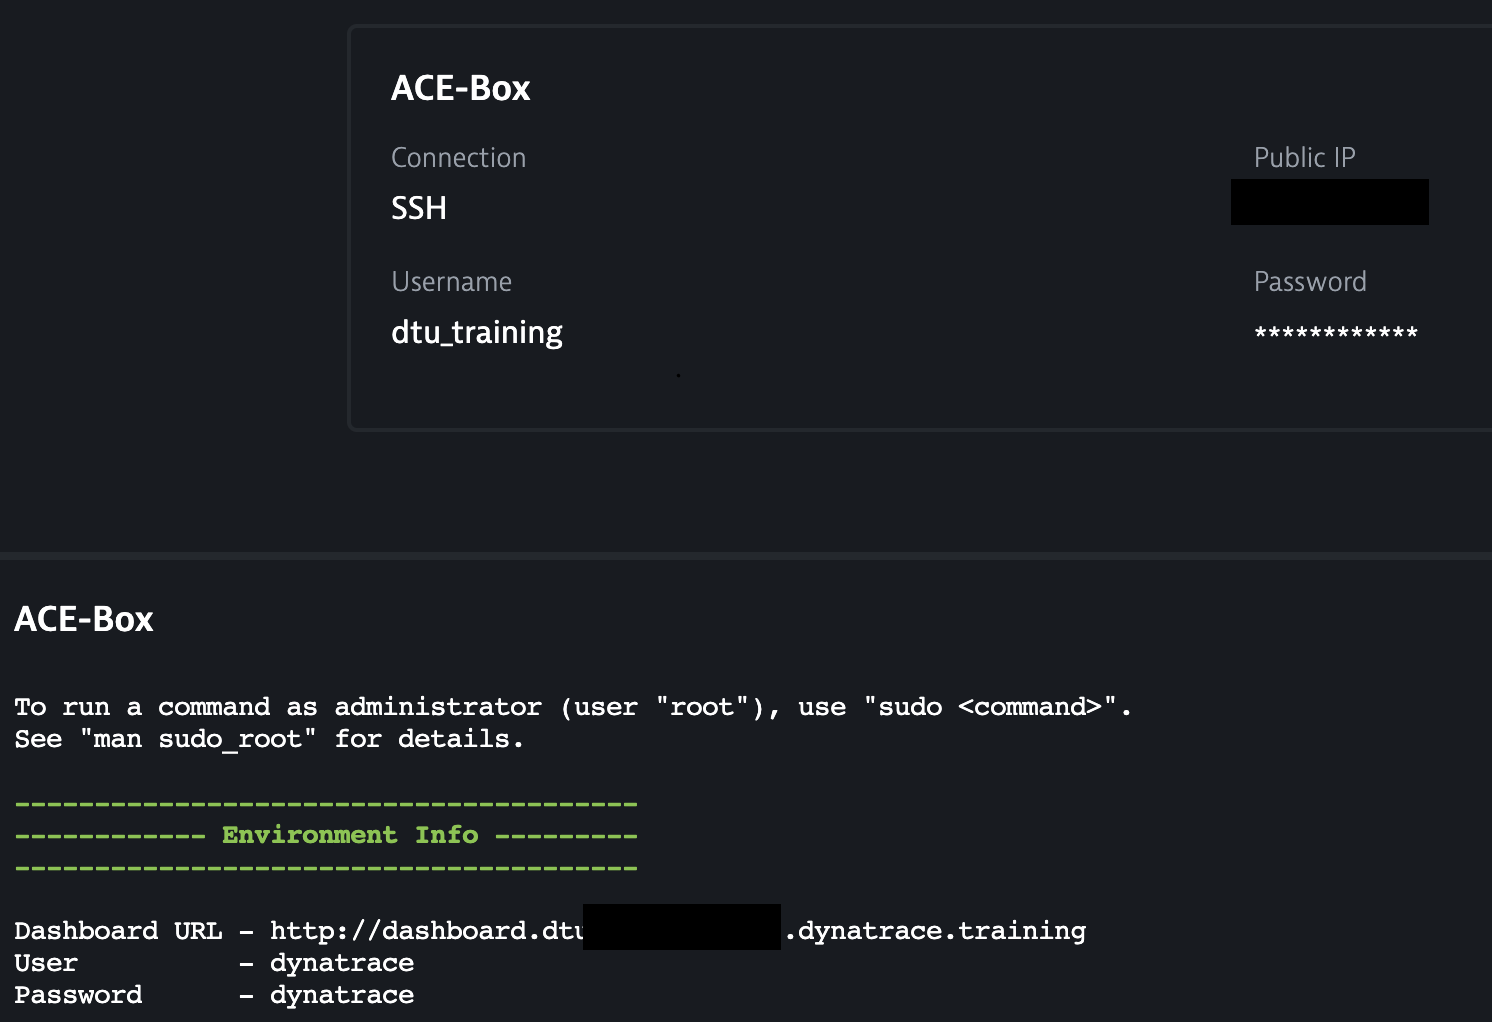 ACE-Box
Connection
Public IP
SSH
Username
Password
dtu_training
************
ACE-Box
To run a command as administrator (user "root"), use "sudo <command>".
See "man sudo_root" for details.
---------------------------------------
------------ Environment Info ---------
---------------------------------------
Dashboard URL - http://dashboard.dtu .dynatrace.training
User - dynatrace
Password - dynatrace